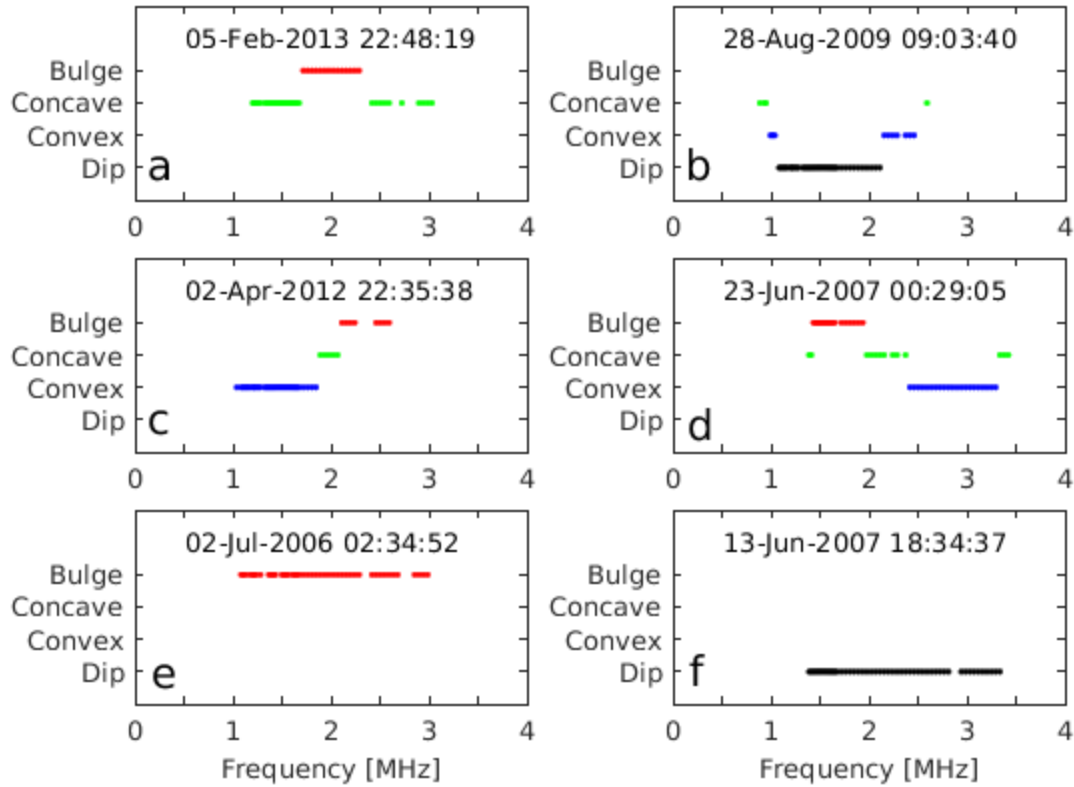 05-Feb-2013 22:48:19
Bulge
Concave
Convex
Dip
a
0 1 2 3 4
28-Aug-2009 09:03:40
Bulge
Concave
Convex
Dip
b
0 1 2 3 4
02-Apr-2012 22:35:38
Bulge
Concave
Convex
Dip
c
0 1 2 3 4
23-Jun-2007 00:29:05
Bulge
Concave
Convex
Dip
d
0 1 2 3 4
02-Jul-2006 02:34:52
Bulge
Concave
Convex
Dip
e
0 1 2 3 4
Frequency [MHz]
13-Jun-2007 18:34:37
Bulge
Concave
Convex
Dip
f
0 1 2 3 4
Frequency [MHz]